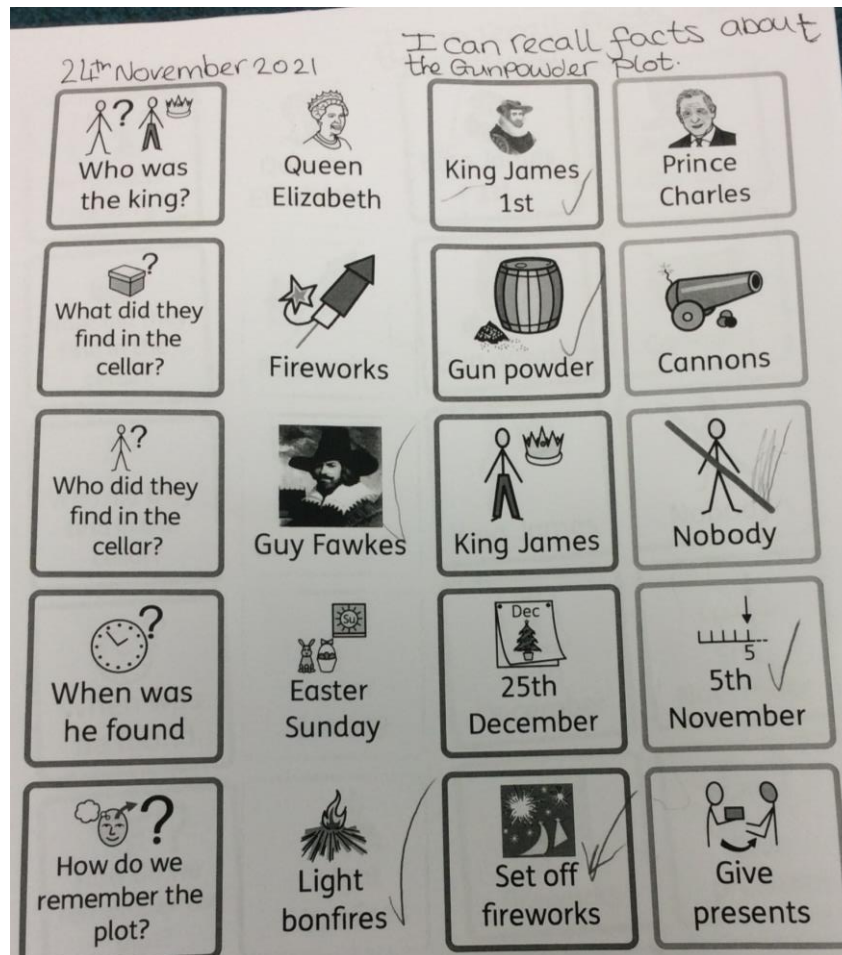 I can recall facts about
24th November 2021 the Gunpowder plot.
Who was
the king?
Queen
Elizabeth
King James
1st
Prince
Charles
What did they
find in the
cellar?
Fireworks
Gun powder
Cannons
Who did they
find in the
cellar?
Guy Fawkes
King James
Nobody
When was
he found
Su
Easter
Sunday
Dec
25th
December
5
5th
November
How do we
remember the
plot?
Light
bonfires
Set off
fireworks
Give
presents